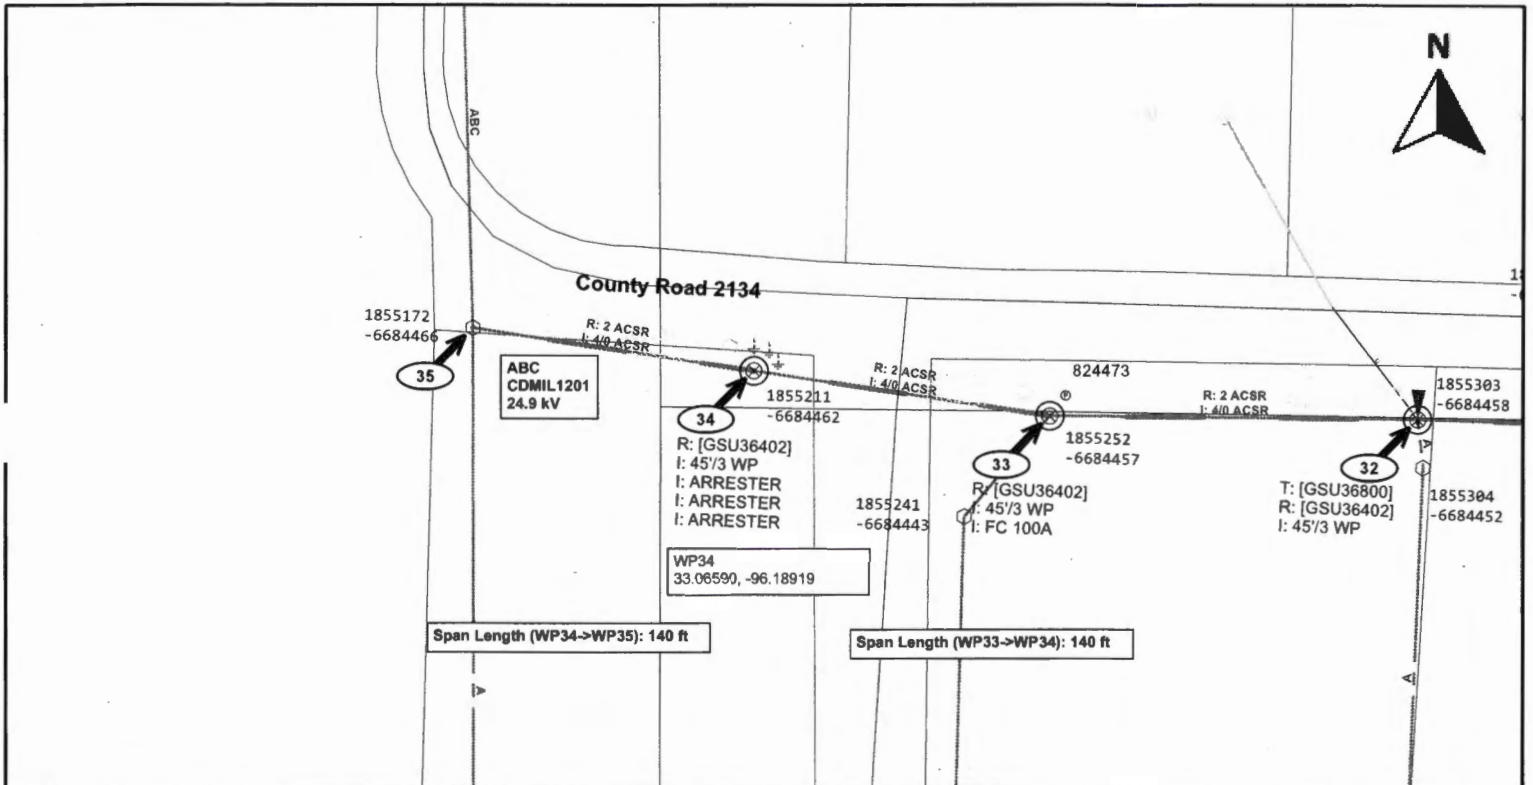 N
ABC
County Road 2134
1855172
-6684466
35
R: 2 ACSR
I: 4/0 ACSR
ABC
CDMIL1201
24.9 kV
34
1855211
-6684462
R: [GSU36402]
I: 45'/3 WP
I: ARRESTER
I: ARRESTER
I: ARRESTER
WP34
33.06590, -96.18919
R: 2 ACSR
I: 4/0 ACSR
824473
33
1855252
-6684457
R: [GSU36402]
I: 45'/3 WP
I: FC 100A
1855241
-6684443
R: 2 ACSR
I: 4/0 ACSR
1855303
-6684458
32
A
T: [GSU36800]
R: [GSU36402]
I: 45'/3 WP
1855304
-6684452
Span Length (WP34->WP35): 140 ft
Span Length (WP33->WP34): 140 ft
A
A